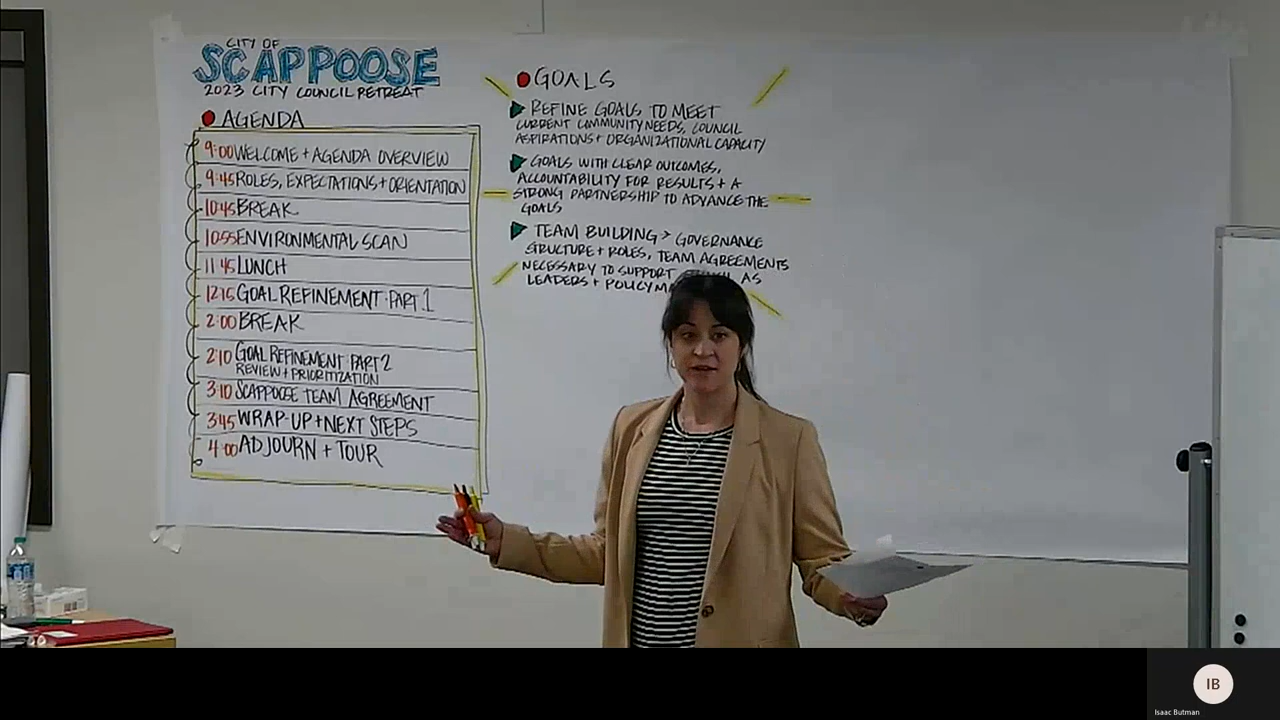 CITY OF
SCAPPOOSE
2023 CITY COUNCIL RETREAT
AGENDA
9:00 WELCOME + AGENDA OVERVIEW
9:45 ROLES, EXPECTATIONS + ORIENTATION
10:45 BREAK
10:55 ENVIRONMENTAL SCAN
11:45 LUNCH
12:15 GOAL REFINEMENT · PART 1
2:00 BREAK
2:10 GOAL REFINEMENT · PART 2
REVIEW + PRIORITIZATION
3:10 SCAPPOOSE TEAM AGREEMENT
3:45 WRAP-UP + NEXT STEPS
4:00 ADJOURN + TOUR
GOALS
REFINE GOALS TO MEET
CURRENT COMMUNITY NEEDS, COUNCIL
ASPIRATIONS + ORGANIZATIONAL CAPACITY
GOALS WITH CLEAR OUTCOMES,
ACCOUNTABILITY FOR RESULTS + A
STRONG PARTNERSHIP TO ADVANCE THE
GOALS
TEAM BUILDING > GOVERNANCE
STRUCTURE + ROLES, TEAM AGREEMENTS
NECESSARY TO SUPPORT AS
LEADERS +
IB
Isaac Butman